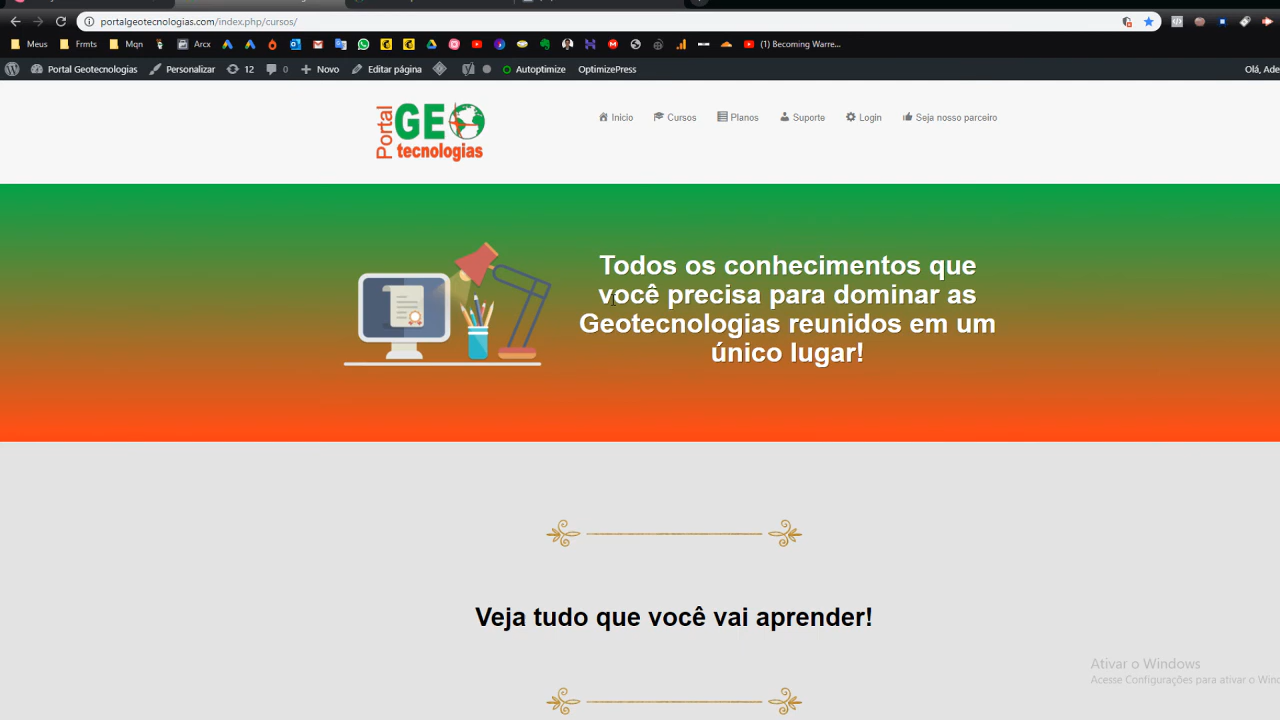 portalgeotecnologias.com/index.php/cursos/
Meus Frmts Mqn Arcx (1) Becoming Warre...
Portal Geotecnologias Personalizar 12 0 Novo Editar página Autoptimize OptimizePress Olá, Ade
Portal GEO tecnologias
Inicio Cursos Planos Suporte Login Seja nosso parceiro
Todos os conhecimentos que
você precisa para dominar as
Geotecnologias reunidos em um
único lugar!
Veja tudo que você vai aprender!
Ativar o Windows
Acesse Configurações para ativar o Wind